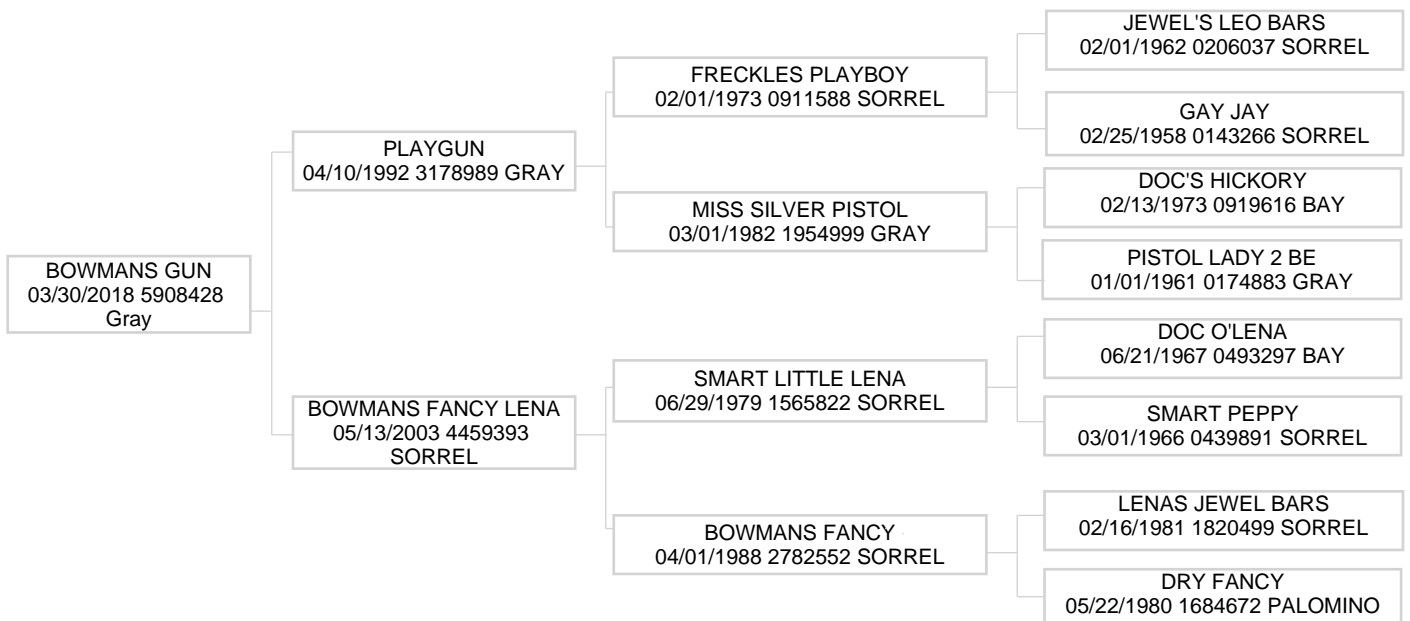 BOWMANS GUN
03/30/2018 5908428
Gray
PLAYGUN
04/10/1992 3178989 GRAY
BOWMANS FANCY LENA
05/13/2003 4459393
SORREL
FRECKLES PLAYBOY
02/01/1973 0911588 SORREL
MISS SILVER PISTOL
03/01/1982 1954999 GRAY
SMART LITTLE LENA
06/29/1979 1565822 SORREL
BOWMANS FANCY
04/01/1988 2782552 SORREL
JEWEL'S LEO BARS
02/01/1962 0206037 SORREL
GAY JAY
02/25/1958 0143266 SORREL
DOC'S HICKORY
02/13/1973 0919616 BAY
PISTOL LADY 2 BE
01/01/1961 0174883 GRAY
DOC O'LENA
06/21/1967 0493297 BAY
SMART PEPPY
03/01/1966 0439891 SORREL
LENAS JEWEL BARS
02/16/1981 1820499 SORREL
DRY FANCY
05/22/1980 1684672 PALOMINO